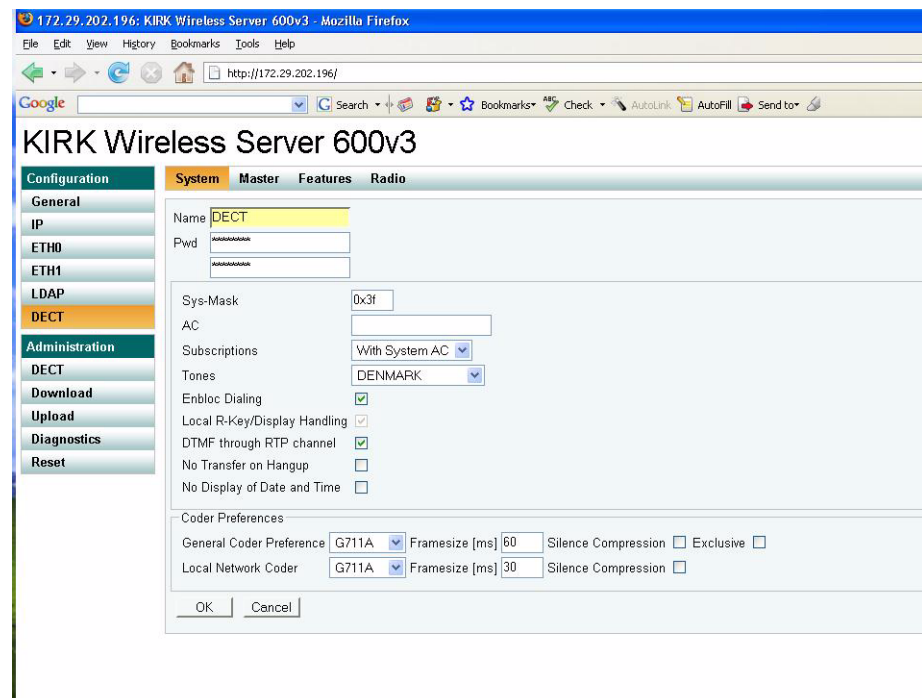 172.29.202.196: KIRK Wireless Server 600v3 - Mozilla Firefox
File Edit View History Bookmarks Tools Help
http://172.29.202.196/
Google Search Bookmarks ABC Check AutoLink AutoFill Send to
KIRK Wireless Server 600v3
Configuration
General
IP
ETH0
ETH1
LDAP
DECT
Administration
DECT
Download
Upload
Diagnostics
Reset
System Master Features Radio
Name DECT
Pwd ********
********
Sys-Mask 0x3f
AC
Subscriptions With System AC
Tones DENMARK
Enbloc Dialing
Local R-Key/Display Handling
DTMF through RTP channel
No Transfer on Hangup
No Display of Date and Time
Coder Preferences
General Coder Preference G711A Framesize [ms] 60 Silence Compression Exclusive
Local Network Coder G711A Framesize [ms] 30 Silence Compression
OK Cancel